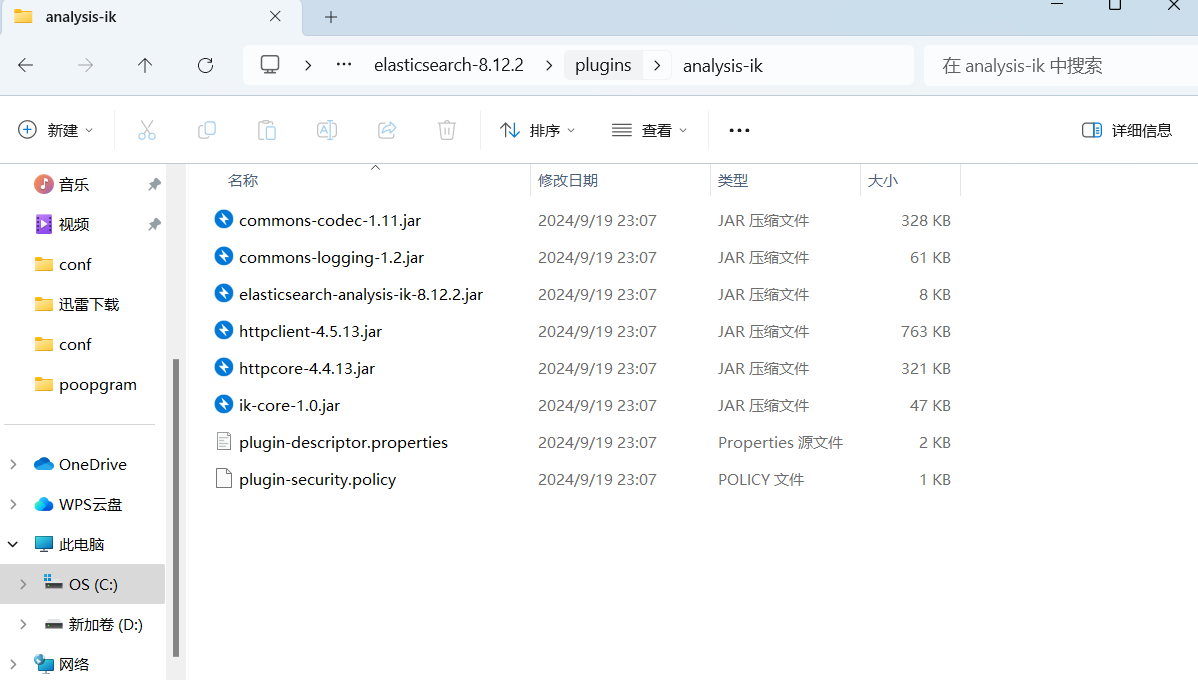 analysis-ik
elasticsearch-8.12.2 plugins analysis-ik 在 analysis-ik 中搜索
新建 排序 查看 详细信息
音乐
视频
conf
迅雷下载
conf
poopgram
OneDrive
WPS云盘
此电脑
OS (C:)
新加卷 (D:)
网络
名称 修改日期 类型 大小
commons-codec-1.11.jar 2024/9/19 23:07 JAR 压缩文件 328 KB
commons-logging-1.2.jar 2024/9/19 23:07 JAR 压缩文件 61 KB
elasticsearch-analysis-ik-8.12.2.jar 2024/9/19 23:07 JAR 压缩文件 8 KB
httpclient-4.5.13.jar 2024/9/19 23:07 JAR 压缩文件 763 KB
httpcore-4.4.13.jar 2024/9/19 23:07 JAR 压缩文件 321 KB
ik-core-1.0.jar 2024/9/19 23:07 JAR 压缩文件 47 KB
plugin-descriptor.properties 2024/9/19 23:07 Properties 源文件 2 KB
plugin-security.policy 2024/9/19 23:07 POLICY 文件 1 KB